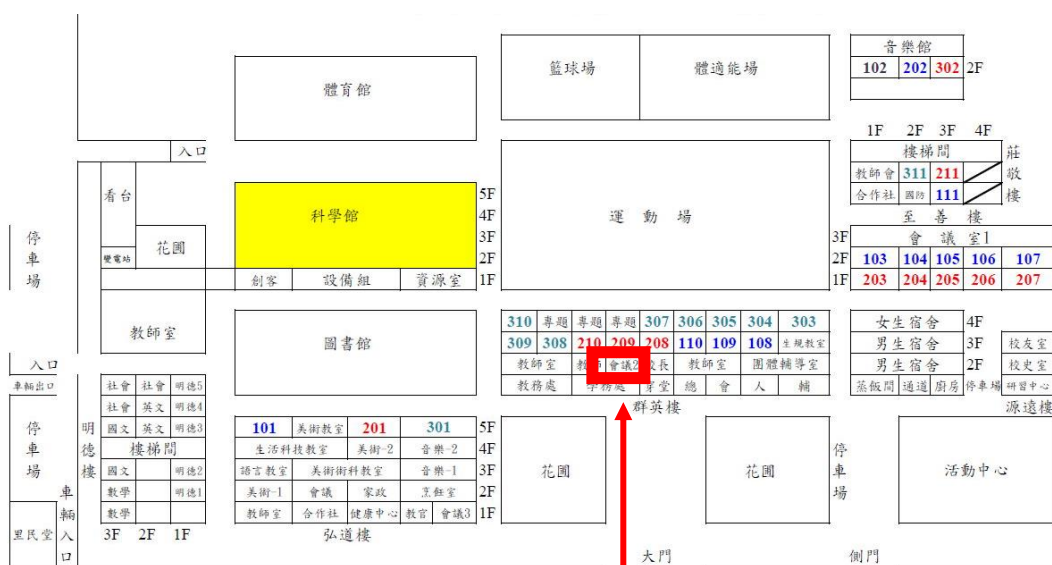 音樂館
籃球場 體適能場
102 202 302 2F
體育館
1F 2F 3F 4F
入口
樓梯間 莊敬樓
教師會 311 211
合作社 國防 111
看台
科學館
5F
4F
3F
2F
1F
運動場
至善樓
停車場
花圃
變電站
3F 會議室1
2F 103 104 105 106 107
1F 203 204 205 206 207
創客 設備組 資源室
教師室
圖書館
310 專題 專題 專題 307 306 305 304 303
309 308 210 209 208 110 109 108 生規教室
教師室 教師 會議2 校長 教師室 團體輔導室
教務處 學務處 穿堂 總 會 人 輔
群英樓
女生宿舍 4F
男生宿舍 3F 校友室
男生宿舍 2F 校史室
蒸飯間 通道 廚房 停車場 研習中心
源遠樓
入口
車輛出口
社會 社會 明德5
社會 英文 明德4
國文 英文 明德3
樓梯間
國文 明德2
數學 明德1
數學
3F 2F 1F
明德樓
停車場
車輛入口
里民堂
101 美術教室 201 301 5F
生活科技教室 美術-2 音樂-2 4F
語言教室 美術術科教室 音樂-1 3F
美術-1 會議 家政 烹飪室 2F
教師室 合作社 健康中心 教官 會議3 1F
弘道樓
花圃 花圃
停車場
活動中心
大門 側門